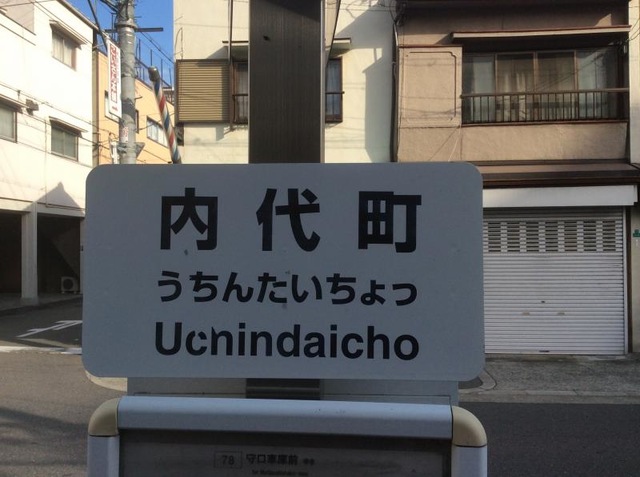 内代町
うちんたいちょっ
Uchindaicho
78 守口車庫前